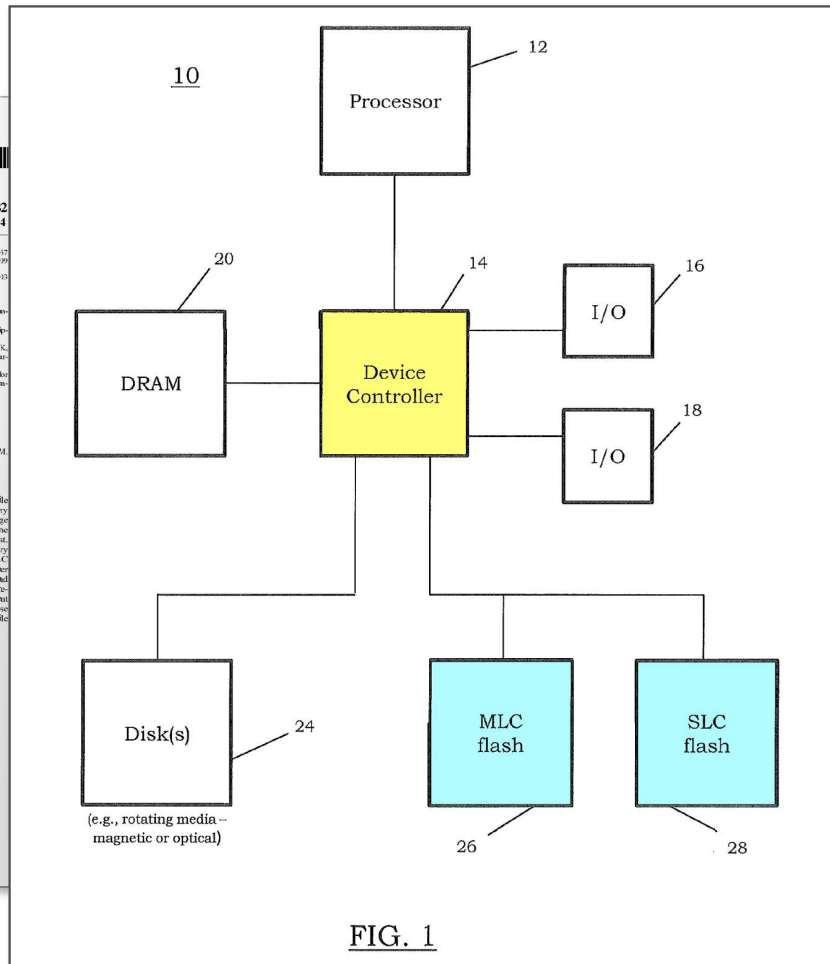 12
10
Processor
20
14
16
I/O
DRAM
Device
Controller
18
I/O
Disk(s)
24
MLC
flash
SLC
flash
(e.g., rotating media –
magnetic or optical)
26
28
FIG. 1